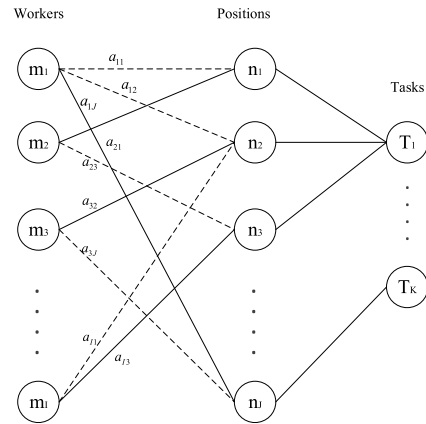 Workers
Positions
Tasks
m1
m2
m3
mI
n1
n2
n3
nJ
T1
TK
a11
a12
a1J
a21
a23
a32
a3J
aI1
aI3